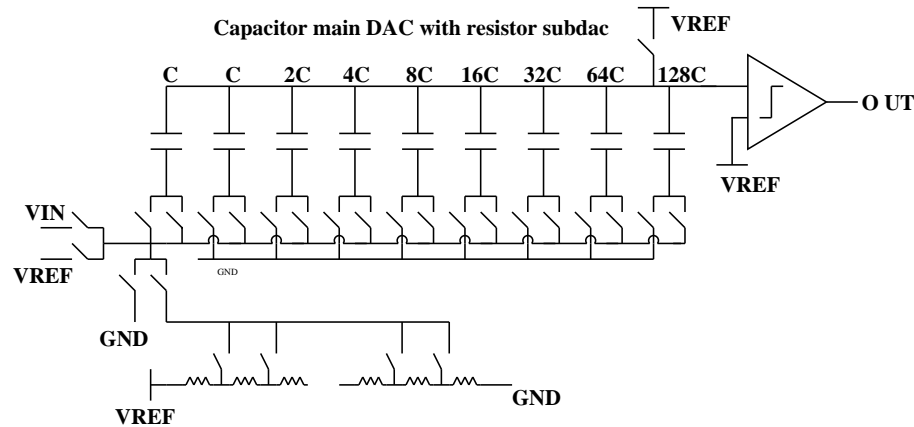 Capacitor main DAC with resistor subdac
VREF
C C 2C 4C 8C 16C 32C 64C 128C
O UT
VREF
VIN
VREF
GND
GND
VREF
GND